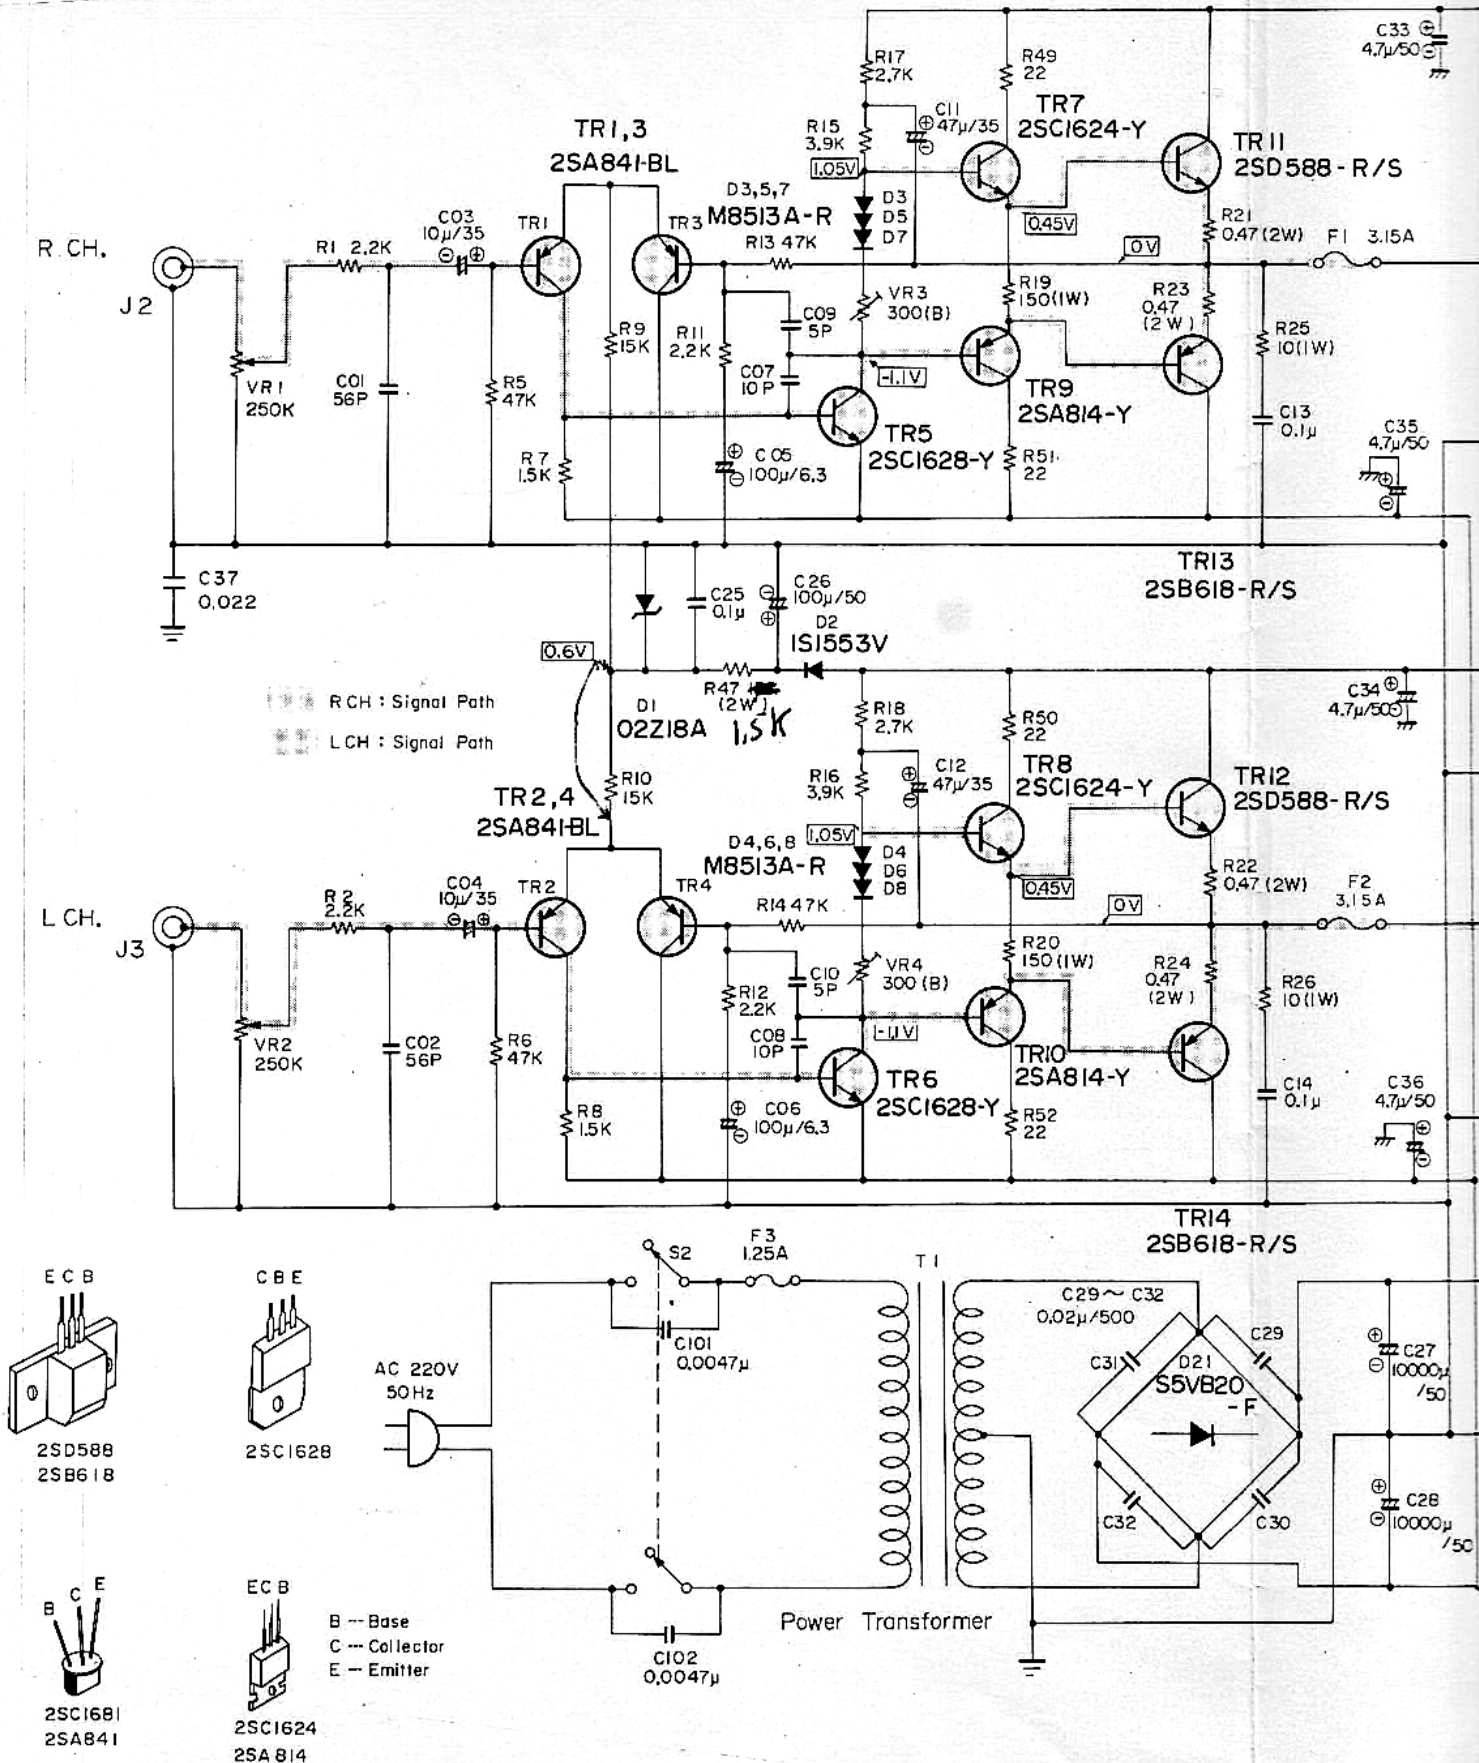 C33
4.7μ/50
R17
2.7K
R49
22
TR7
2SC1624-Y
C11
47μ/35
R15
3.9K
1.05V
TR1,3
2SA841-BL
TR11
2SD588-R/S
D3,5,7
M8513A-R
D3
D5
D7
0.45V
R21
0.47(2W)
F1 3.15A
0V
R CH.
J2
R1 2.2K
C03
10μ/35
TR1
TR3
R13 47K
VR3
300(B)
R19
150(1W)
R23
0.47
(2W)
R25
10(1W)
C09
5P
R9
15K
R11
2.2K
C07
10P
-1.1V
VR1
250K
C01
56P
R5
47K
TR9
2SA814-Y
C13
0.1μ
TR5
2SC1628-Y
C35
4.7μ/50
R7
1.5K
C05
100μ/6.3
R51
22
TR13
2SB618-R/S
C37
0.022
C25
0.1μ
C26
100μ/50
D2
1S1553V
0.6V
R CH : Signal Path
L CH : Signal Path
D1
02Z18A
R47
(2W)
1,5K
R18
2.7K
R50
22
C34
4.7μ/50
TR8
2SC1624-Y
C12
47μ/35
R16
3.9K
TR12
2SD588-R/S
R10
15K
TR2,4
2SA841-BL
1.05V
D4,6,8
M8513A-R
D4
D6
D8
0.45V
R22
0.47(2W)
F2
3.15A
0V
L CH.
J3
R2
2.2K
C04
10μ/35
TR2
TR4
R14 47K
VR4
300(B)
R20
150(1W)
R24
0.47
(2W)
R26
10(1W)
C10
5P
R12
2.2K
C08
10P
-1.1V
VR2
250K
C02
56P
R6
47K
TR10
2SA814-Y
TR6
2SC1628-Y
C14
0.1μ
C36
4.7μ/50
R8
1.5K
C06
100μ/6.3
R52
22
TR14
2SB618-R/S
E C B
2SD588
2SB618
C B E
2SC1628
AC 220V
50Hz
S2
F3
1.25A
T1
C101
0.0047μ
C29~C32
0.02μ/500
C31
C29
D21
S5VB20
-F
C32
C30
C27
10000μ
/50
C28
10000μ
/50
B
C
E
2SC1681
2SA841
E C B
2SC1624
2SA814
B --- Base
C --- Collector
E --- Emitter
C102
0.0047μ
Power Transformer